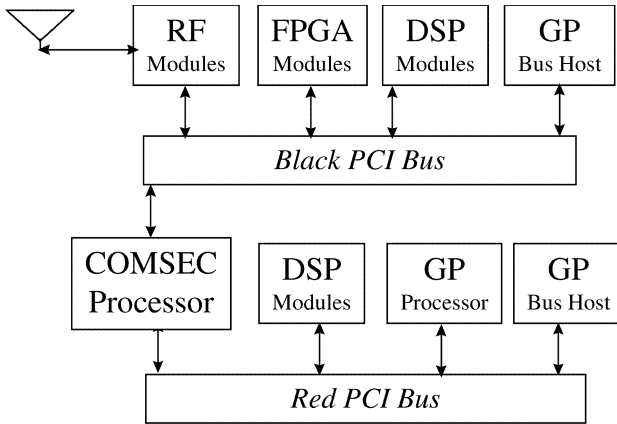 RF
Modules
FPGA
Modules
DSP
Modules
GP
Bus Host
Black PCI Bus
COMSEC
Processor
DSP
Modules
GP
Processor
GP
Bus Host
Red PCI Bus